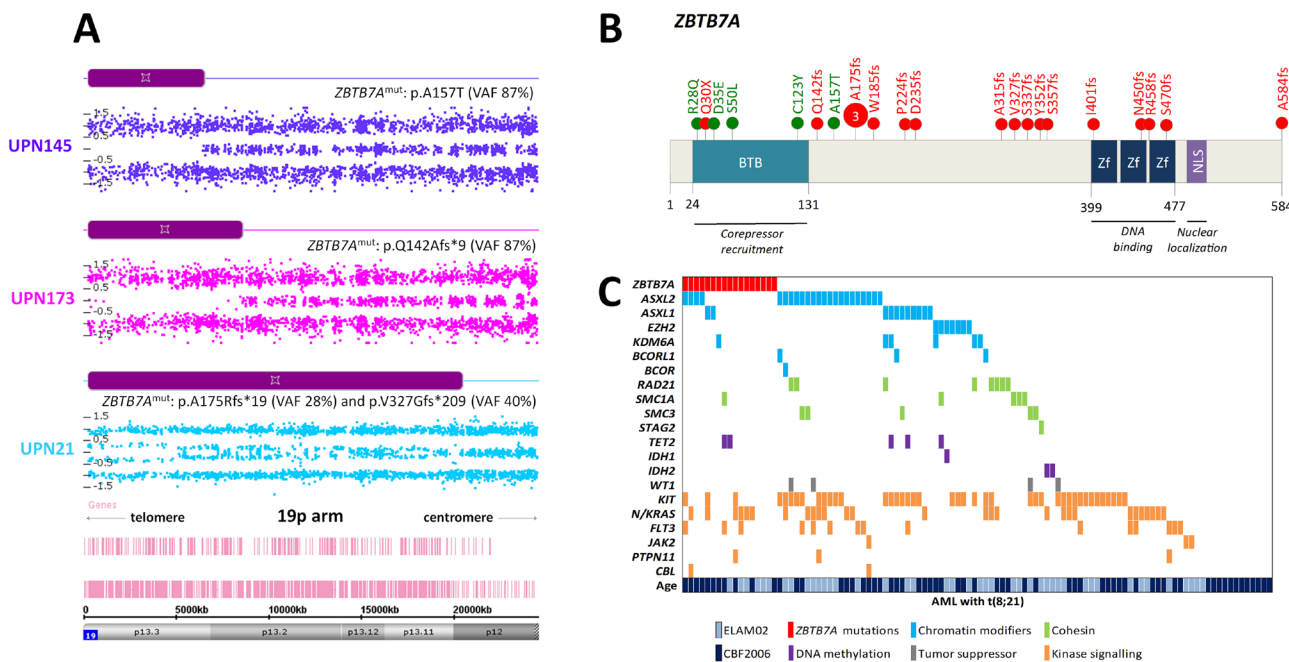 A
ZBTB7A^mut: p.A157T (VAF 87%)
1.5
0.5
-0.5
-1.5
UPN145
ZBTB7A^mut: p.Q142Afs*9 (VAF 87%)
1.5
0.5
-0.5
-1.5
UPN173
ZBTB7A^mut: p.A175Rfs*19 (VAF 28%) and p.V327Gfs*209 (VAF 40%)
1.5
0.5
-0.5
-1.5
UPN21
Genes
telomere 19p arm centromere
0 5000kb 10000kb 15000kb 20000kb
19 p13.3 p13.2 p13.12 p13.11 p12
B ZBTB7A
R28Q Q30X D35E S50L C123Y Q142fs A157T A175fs W185fs P224fs D235fs A315fs V327fs S337fs Y352fs S357fs I401fs N450fs R458fs S470fs A584fs
3
BTB Zf Zf Zf NLS
1 24 131 399 477 584
Corepressor recruitment
DNA binding
Nuclear localization
C
ZBTB7A
ASXL2
ASXL1
EZH2
KDM6A
BCORL1
BCOR
RAD21
SMC1A
SMC3
STAG2
TET2
IDH1
IDH2
WT1
KIT
N/KRAS
FLT3
JAK2
PTPN11
CBL
Age
AML with t(8;21)
ELAM02 ZBTB7A mutations Chromatin modifiers Cohesin
CBF2006 DNA methylation Tumor suppressor Kinase signalling